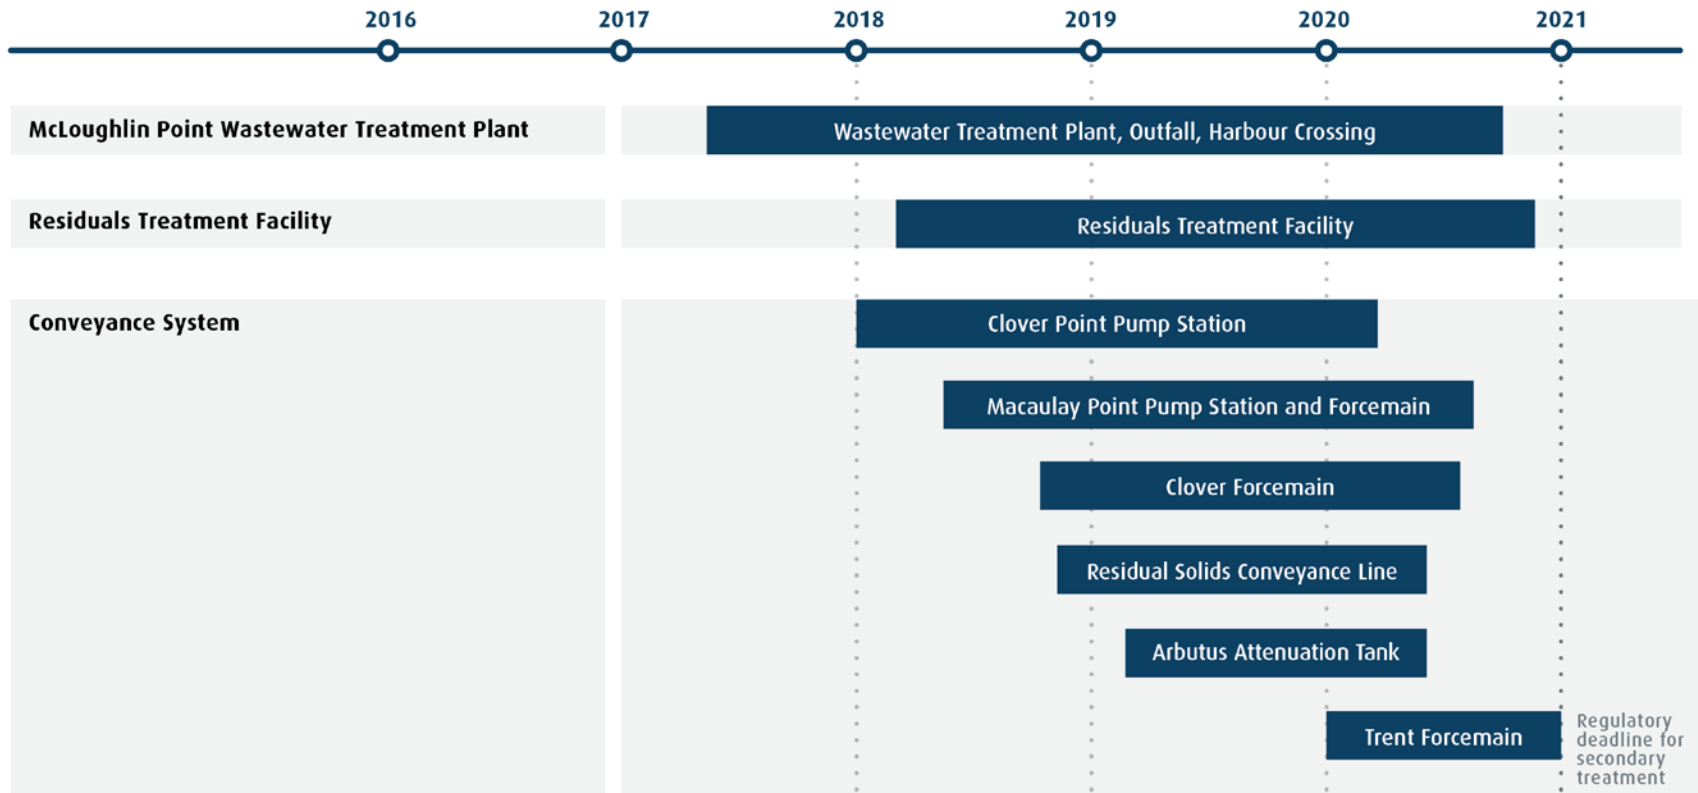 2016 2017 2018 2019 2020 2021
McLoughlin Point Wastewater Treatment Plant
Wastewater Treatment Plant, Outfall, Harbour Crossing
Residuals Treatment Facility
Residuals Treatment Facility
Conveyance System
Clover Point Pump Station
Macaulay Point Pump Station and Forcemain
Clover Forcemain
Residual Solids Conveyance Line
Arbutus Attenuation Tank
Trent Forcemain
Regulatory
deadline for
secondary
treatment